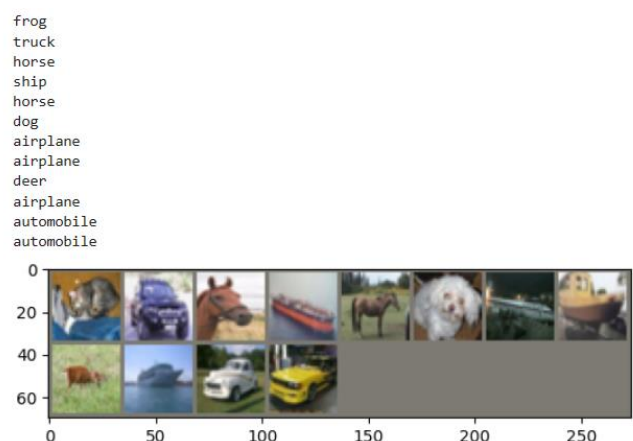 frog
truck
horse
ship
horse
dog
airplane
airplane
deer
airplane
automobile
automobile
0
20
40
60
0 50 100 150 200 250